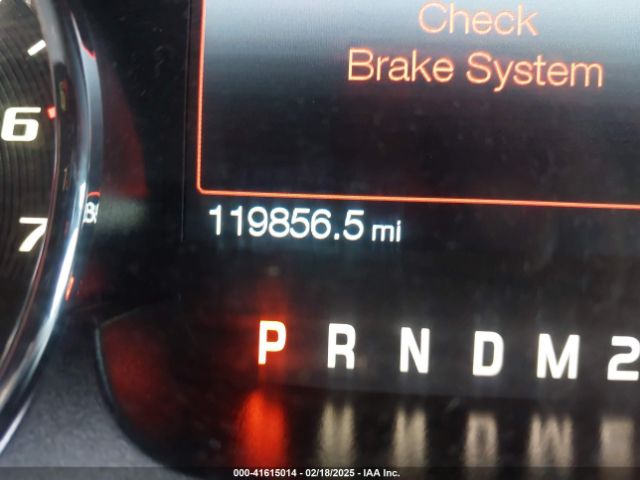 Check
Brake System
6
7
119856.5 mi
P R N D M 2
000-41615014 - 02/18/2025 - IAA Inc.